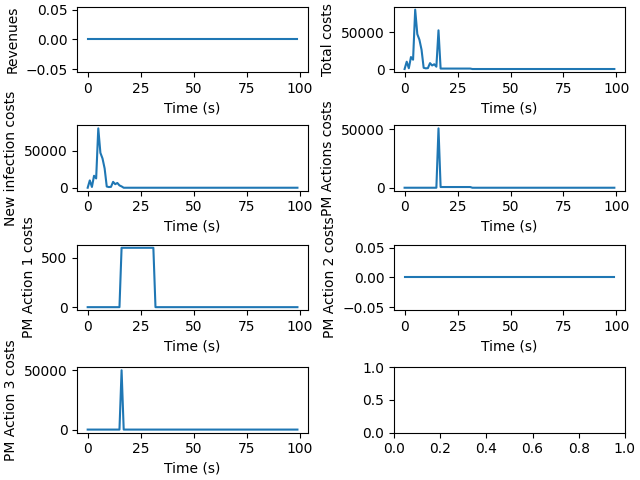 Revenues
0.05
0.00
−0.05
0 25 50 75 100
Time (s)
Total costs
50000
0
0 25 50 75 100
Time (s)
New infection costs
50000
0
0 25 50 75 100
Time (s)
PM Actions costs
50000
0
0 25 50 75 100
Time (s)
PM Action 1 costs
500
0
0 25 50 75 100
Time (s)
PM Action 2 costs
0.05
0.00
−0.05
0 25 50 75 100
Time (s)
PM Action 3 costs
50000
0
0 25 50 75 100
Time (s)
1.0
0.5
0.0
0.0 0.2 0.4 0.6 0.8 1.0